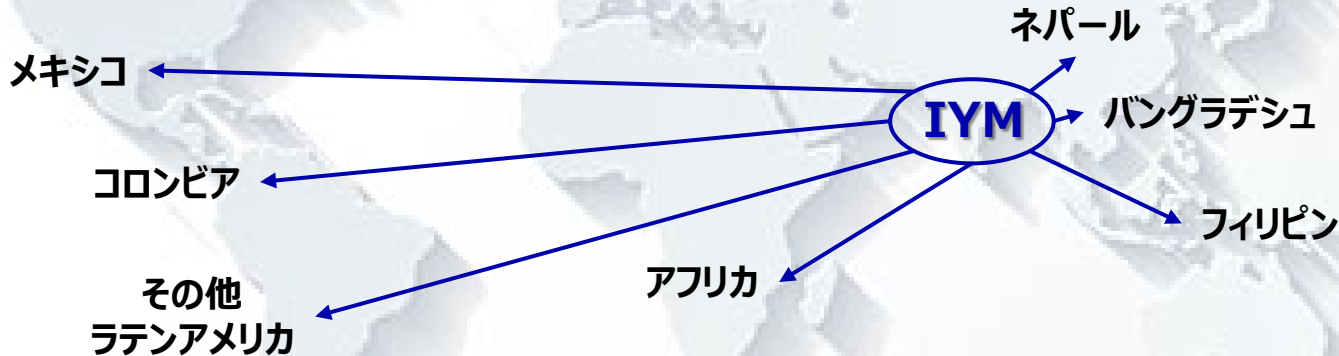 ネパール
メキシコ
IYM
バングラデシュ
コロンビア
フィリピン
アフリカ
その他
ラテンアメリカ